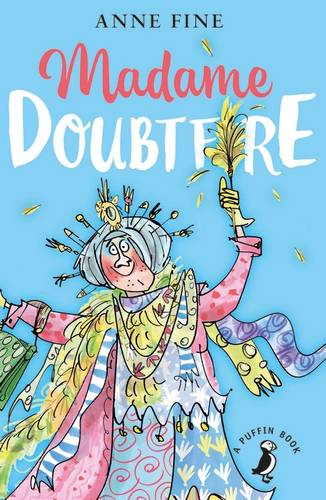 ANNE FINE
Madame
DOUBTFIRE
A PUFFIN BOOK